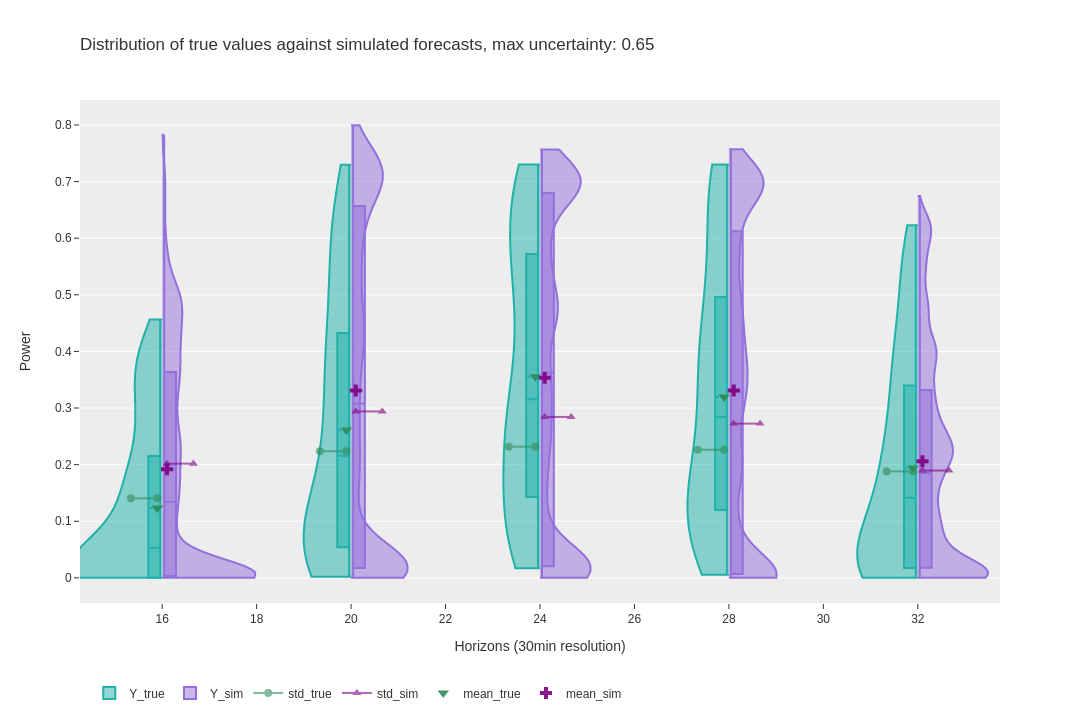 Distribution of true values against simulated forecasts, max uncertainty: 0.65
0.8
0.7
0.6
0.5
0.4
0.3
0.2
0.1
0
Power
16 18 20 22 24 26 28 30 32
Horizons (30min resolution)
Y_true Y_sim std_true std_sim mean_true mean_sim